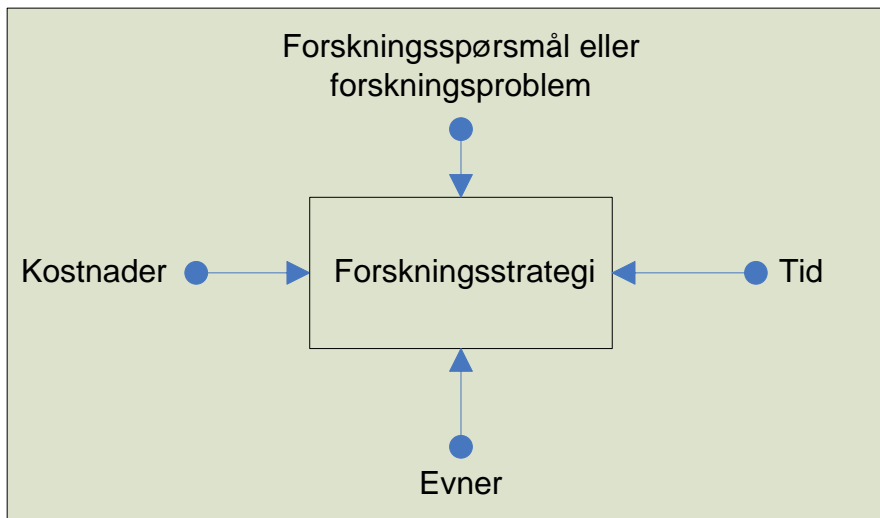 Forskningsspørsmål eller
forskningsproblem
Kostnader
Forskningsstrategi
Tid
Evner